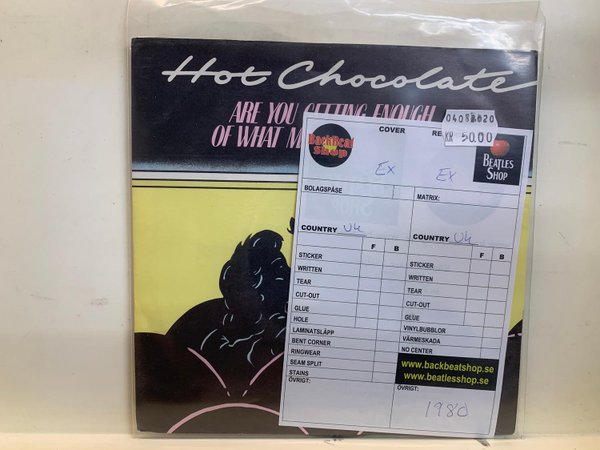 Hot Chocolate
ARE YOU GETTING ENOUGH
OF WHAT M
04082020
KR 50.00
BackBeat
Shop
COVER
RE
BEATLES
SHOP
Ex
Ex
BOLAGSPÅSE
MATRIX:
COUNTRY UK
COUNTRY UK
F B
F B
STICKER
STICKER
WRITTEN
WRITTEN
TEAR
TEAR
CUT-OUT
CUT-OUT
GLUE
GLUE
HOLE
VINYLBUBBLOR
LAMINATSLÄPP
VÄRMESKADA
BENT CORNER
NO CENTER
RINGWEAR
SEAM SPLIT
STAINS
www.backbeatshop.se
www.beatlesshop.se
ÖVRIGT:
ÖVRIGT:
1980